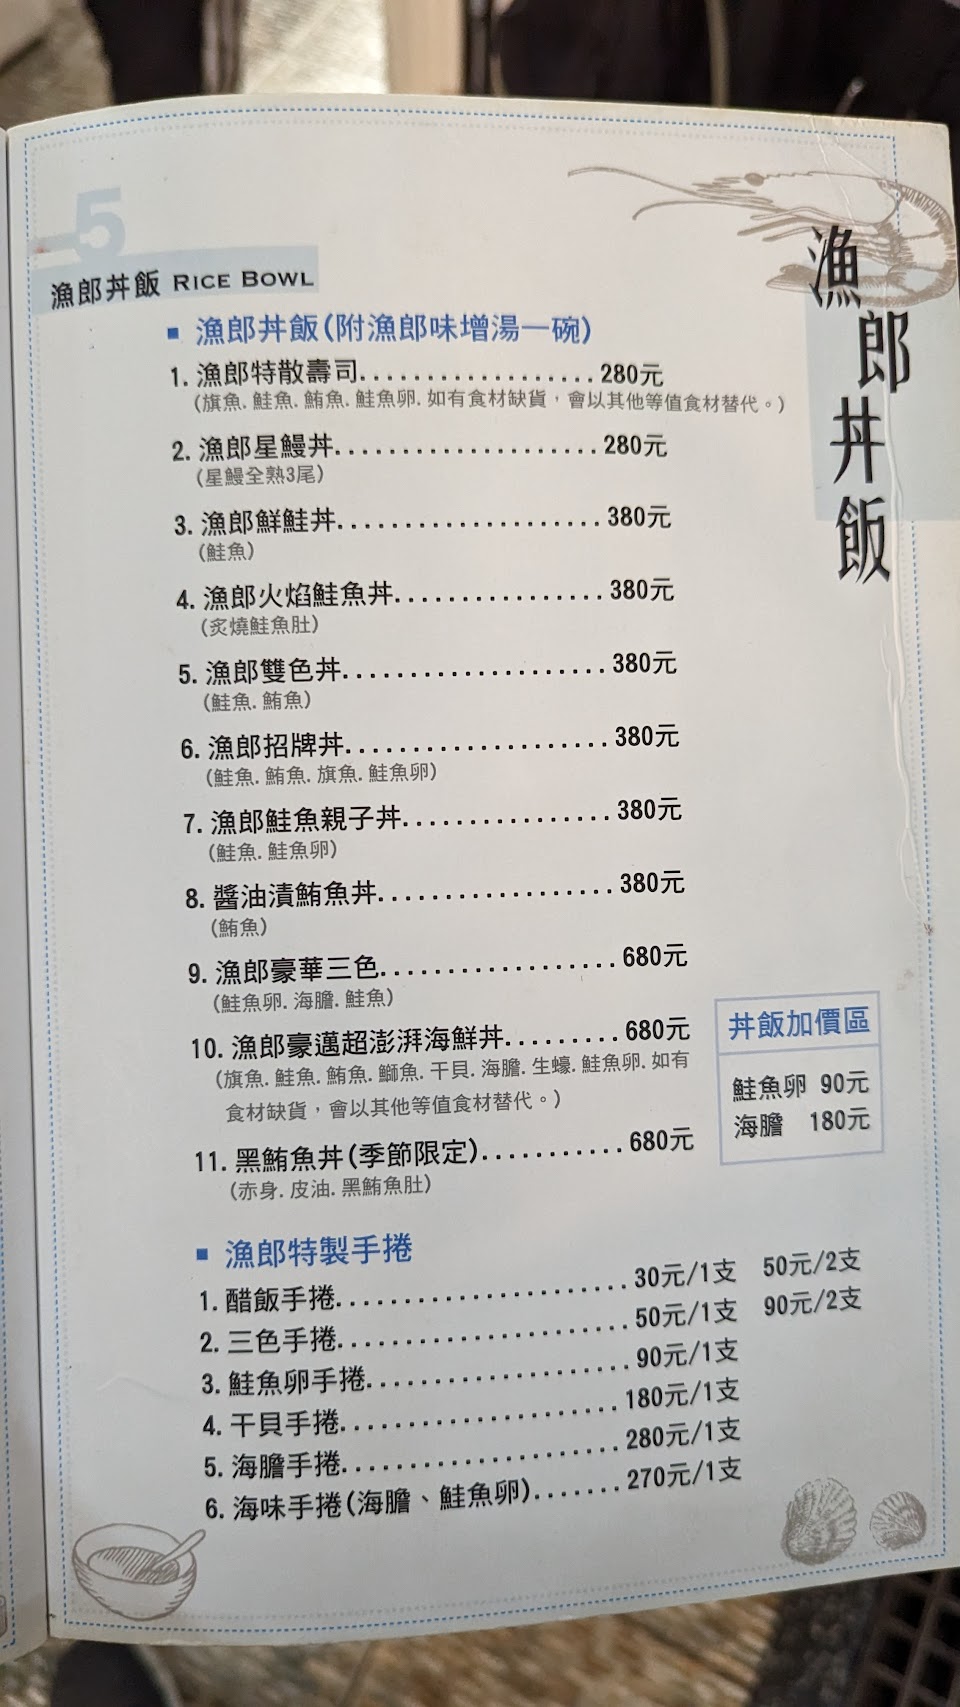 5
漁郎丼飯 RICE BOWL
漁郎丼飯
■ 漁郎丼飯(附漁郎味增湯一碗)
1. 漁郎特散壽司..................280元
(旗魚. 鮭魚. 鮪魚. 鮭魚卵. 如有食材缺貨，會以其他等值食材替代。)
2. 漁郎星鰻丼....................280元
(星鰻全熟3尾)
3. 漁郎鮮鮭丼....................380元
(鮭魚)
4. 漁郎火焰鮭魚丼................380元
(炙燒鮭魚肚)
5. 漁郎雙色丼....................380元
(鮭魚. 鮪魚)
6. 漁郎招牌丼....................380元
(鮭魚. 鮪魚. 旗魚. 鮭魚卵)
7. 漁郎鮭魚親子丼................380元
(鮭魚. 鮭魚卵)
8. 醬油漬鮪魚丼..................380元
(鮪魚)
9. 漁郎豪華三色..................680元
(鮭魚卵. 海膽. 鮭魚)
10. 漁郎豪邁超澎湃海鮮丼.........680元
(旗魚. 鮭魚. 鮪魚. 鰤魚. 干貝. 海膽. 生蠔. 鮭魚卵. 如有
食材缺貨，會以其他等值食材替代。)
11. 黑鮪魚丼(季節限定)...........680元
(赤身. 皮油. 黑鮪魚肚)
丼飯加價區
鮭魚卵 90元
海膽 180元
■ 漁郎特製手捲
1. 醋飯手捲......................30元/1支 50元/2支
2. 三色手捲......................50元/1支 90元/2支
3. 鮭魚卵手捲....................90元/1支
4. 干貝手捲.....................180元/1支
5. 海膽手捲.....................280元/1支
6. 海味手捲(海膽、鮭魚卵).......270元/1支